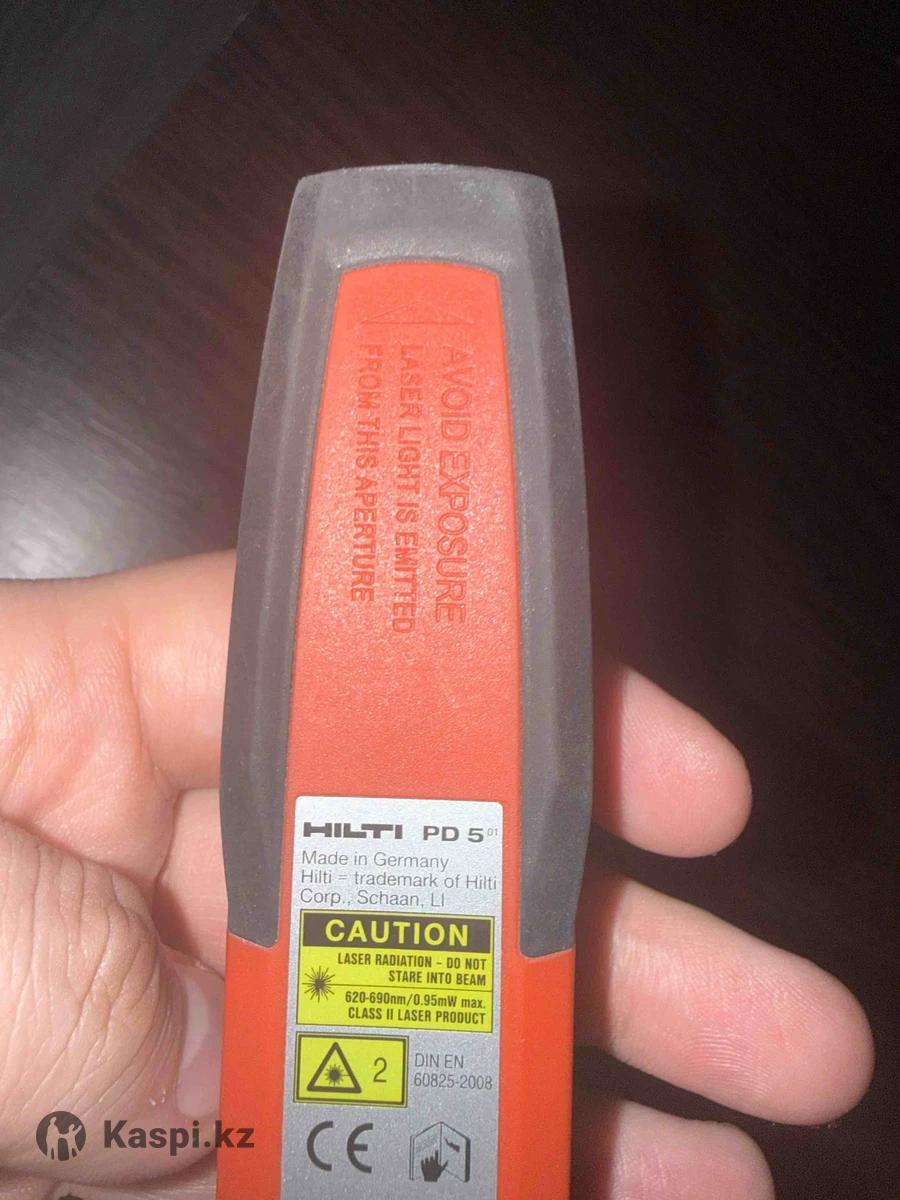 AVOID EXPOSURE
LASER LIGHT IS EMITTED
FROM THIS APERTURE
HILTI PD 5 01
Made in Germany
Hilti = trademark of Hilti
Corp., Schaan, LI
CAUTION
LASER RADIATION - DO NOT
STARE INTO BEAM
620-690nm/0.95mW max.
CLASS II LASER PRODUCT
2
DIN EN
60825-2008
CE
Kaspi.kz